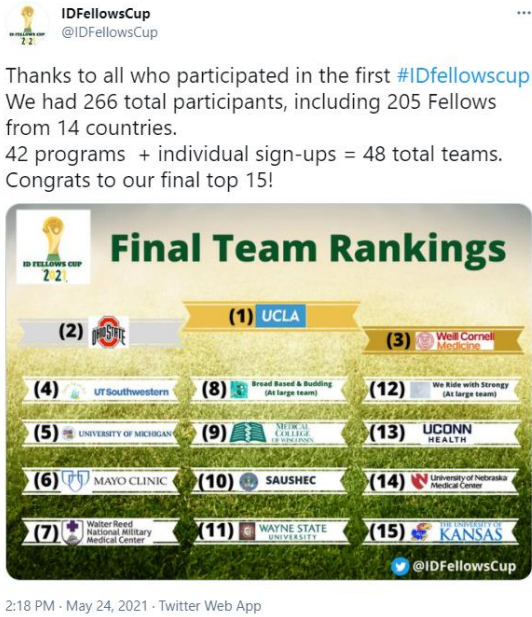 IDFellowsCup
@IDFellowsCup
Thanks to all who participated in the first #IDfellowscup
We had 266 total participants, including 205 Fellows
from 14 countries.
42 programs + individual sign-ups = 48 total teams.
Congrats to our final top 15!
ID FELLOWS CUP
2021
Final Team Rankings
(1) UCLA
(2) OHIO STATE
(3) Weill Cornell
Medicine
(4) UTSouthwestern
(5) UNIVERSITY OF MICHIGAN
(6) MAYO CLINIC
(7) Walter Reed
National Military
Medical Center
(8) Broad Based & Budding
(At large team)
(9) MEDICAL
COLLEGE
OF WISCONSIN
(10) SAUSHEC
(11) WAYNE STATE
UNIVERSITY
(12) We Ride with Strongy
(At large team)
(13) UCONN
HEALTH
(14) N University of Nebraska
Medical Center
(15) THE UNIVERSITY OF
KANSAS
@IDFellowsCup
2:18 PM · May 24, 2021 · Twitter Web App